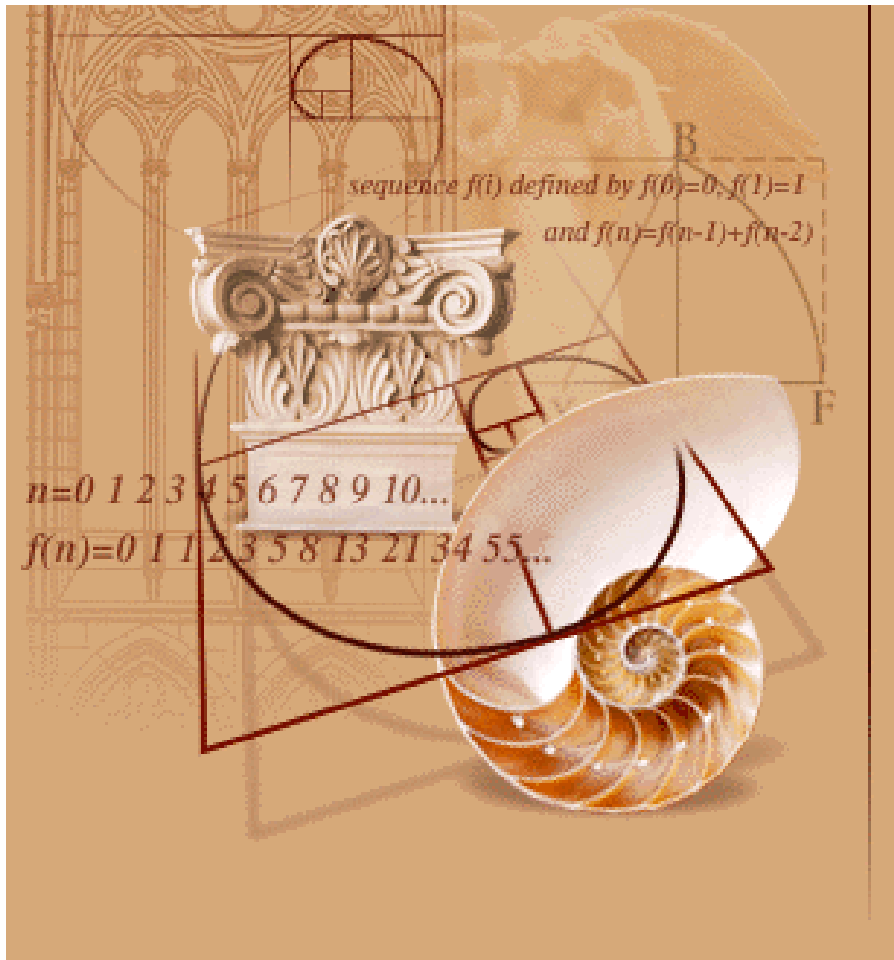 B
sequence f(i) defined by f(0)=0, f(1)=1
and f(n)=f(n-1)+f(n-2)
F
n=0 1 2 3 4 5 6 7 8 9 10...
f(n)=0 1 1 2 3 5 8 13 21 34 55...